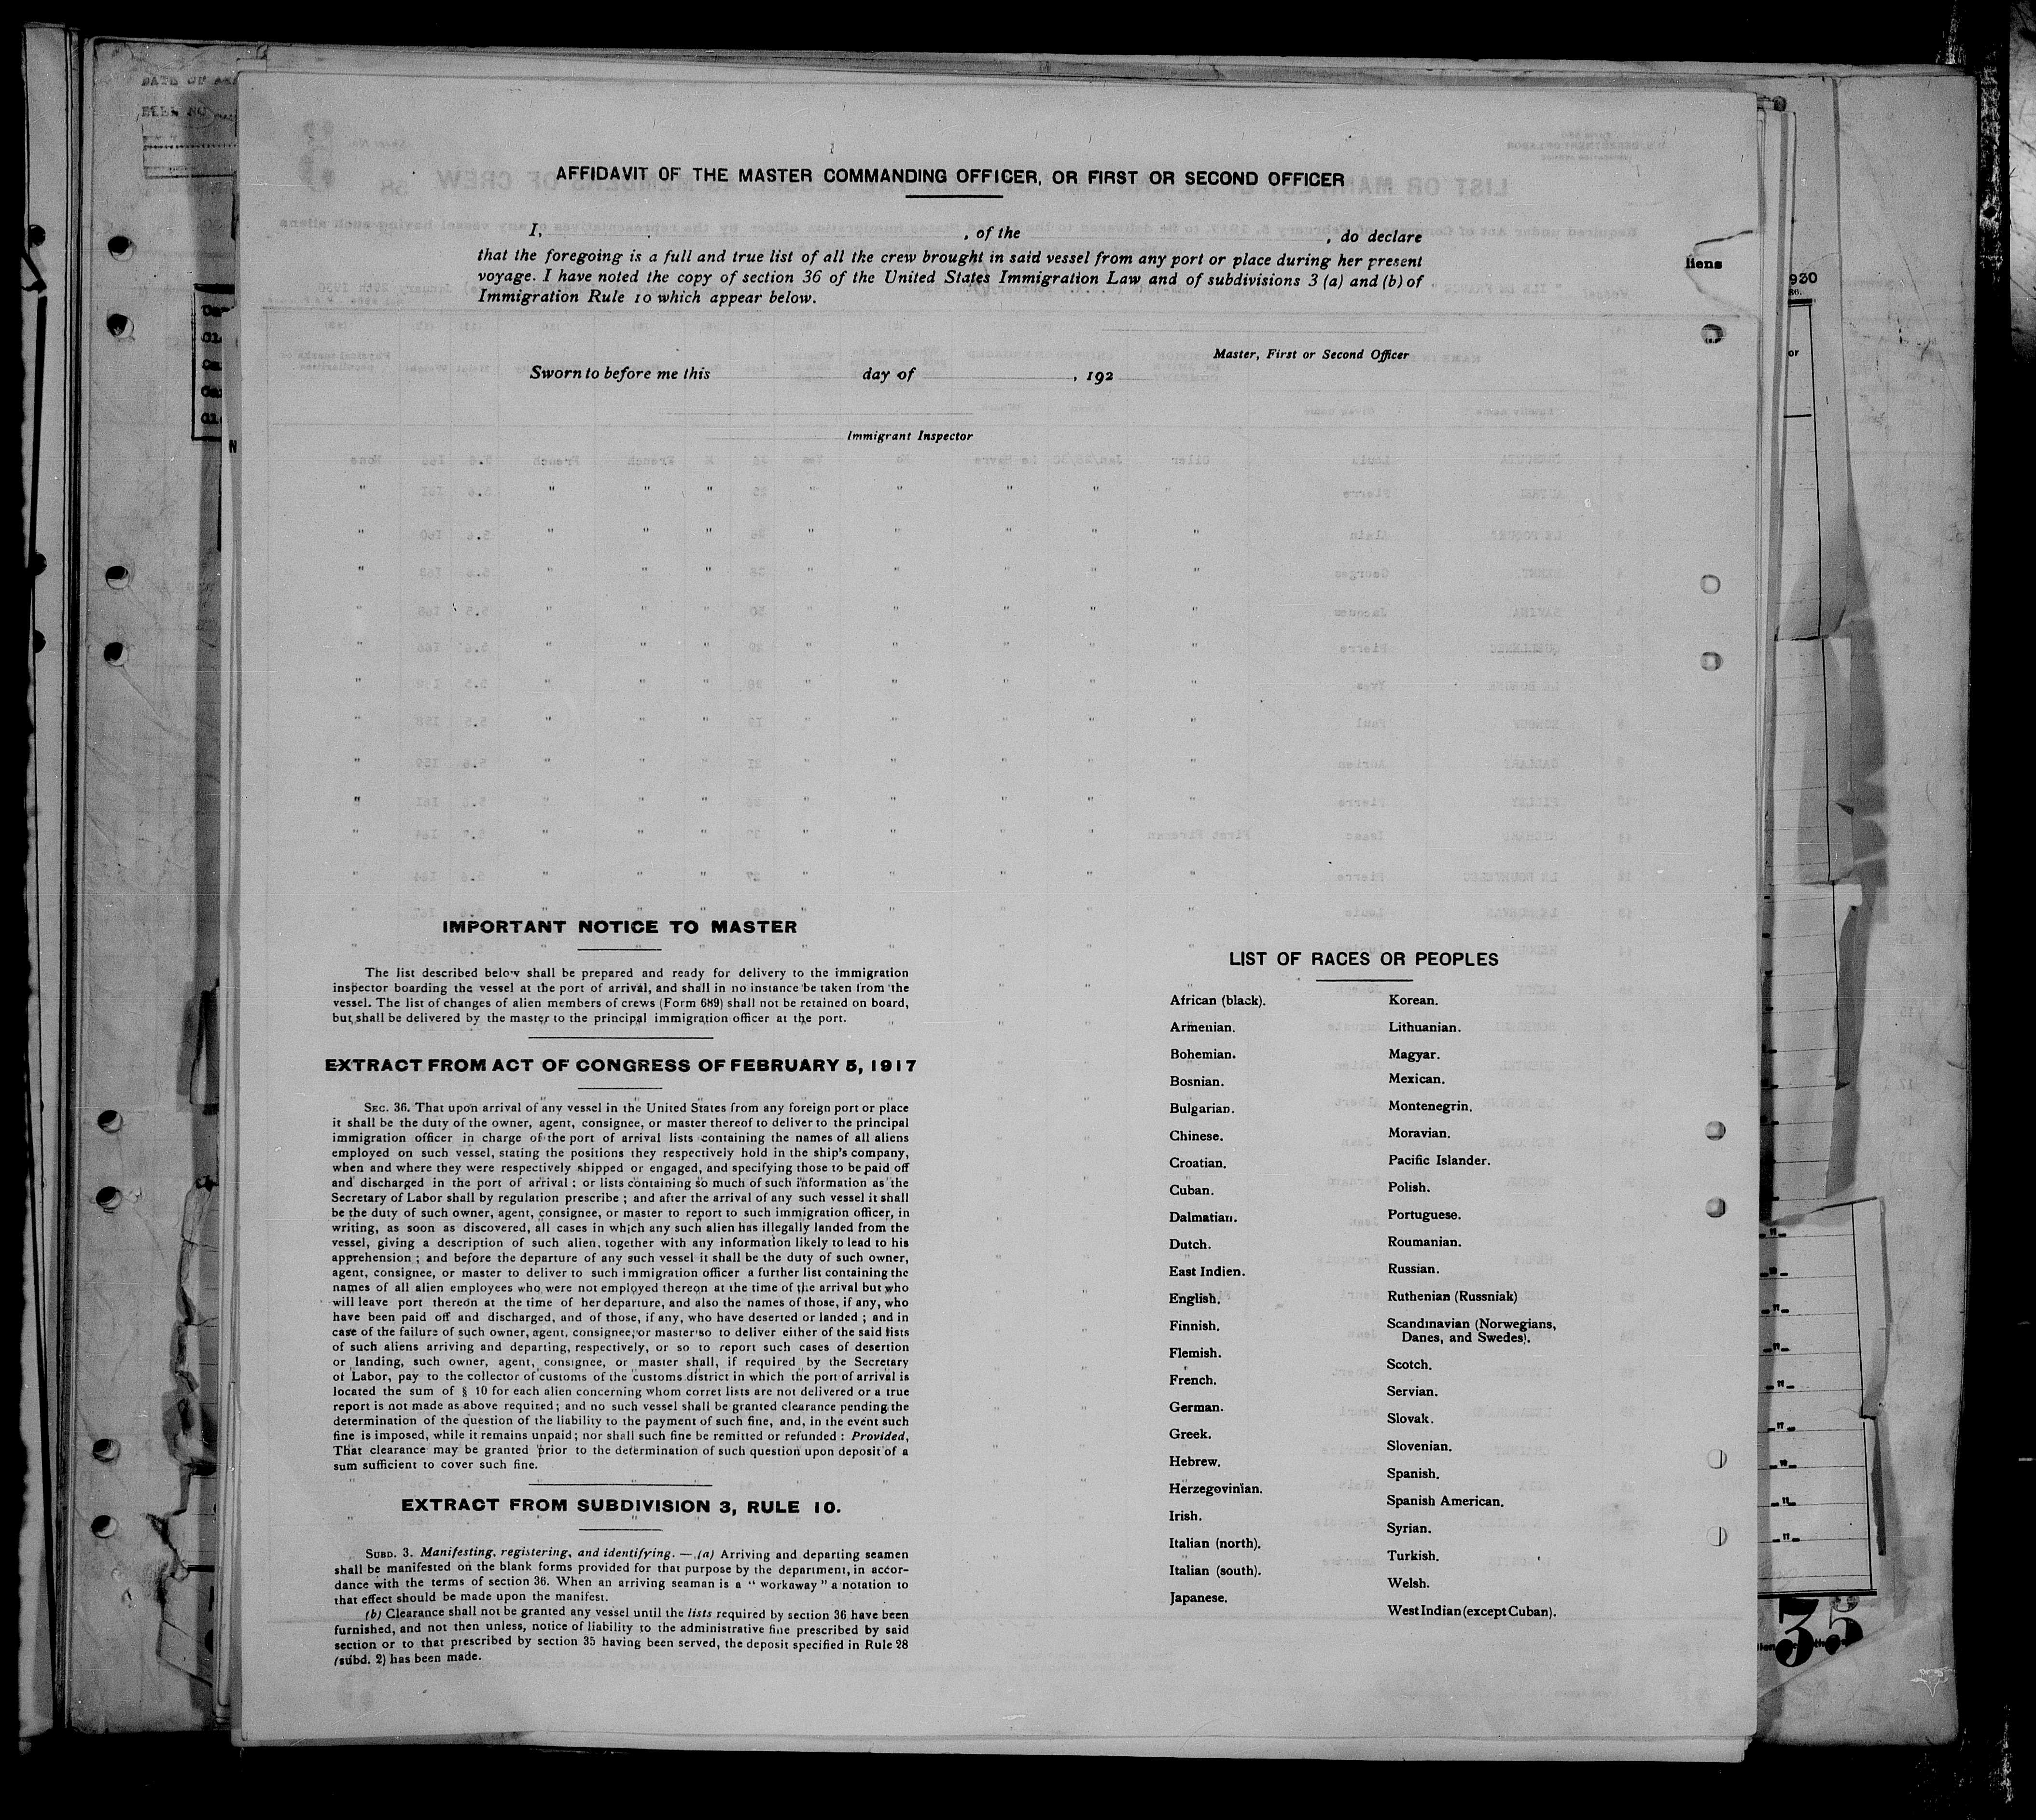 AFFIDAVIT OF THE MASTER COMMANDING OFFICER, OR FIRST OR SECOND OFFICER
I, , of the , do declare
that the foregoing is a full and true list of all the crew brought in said vessel from any port or place during her present
voyage. I have noted the copy of section 36 of the United States Immigration Law and of subdivisions 3 (a) and (b) of
Immigration Rule 10 which appear below.
Master, First or Second Officer
Sworn to before me this day of , 192
Immigrant Inspector
IMPORTANT NOTICE TO MASTER
The list described below shall be prepared and ready for delivery to the immigration
inspector boarding the vessel at the port of arrival, and shall in no instance be taken from the
vessel. The list of changes of alien members of crews (Form 689) shall not be retained on board,
but shall be delivered by the master to the principal immigration officer at the port.
EXTRACT FROM ACT OF CONGRESS OF FEBRUARY 5, 1917
SEC. 36. That upon arrival of any vessel in the United States from any foreign port or place
it shall be the duty of the owner, agent, consignee, or master thereof to deliver to the principal
immigration officer in charge of the port of arrival lists containing the names of all aliens
employed on such vessel, stating the positions they respectively hold in the ship's company,
when and where they were respectively shipped or engaged, and specifying those to be paid off
and discharged in the port of arrival ; or lists containing so much of such information as the
Secretary of Labor shall by regulation prescribe ; and after the arrival of any such vessel it shall
be the duty of such owner, agent, consignee, or master to report to such immigration officer, in
writing, as soon as discovered, all cases in which any such alien has illegally landed from the
vessel, giving a description of such alien, together with any information likely to lead to his
apprehension ; and before the departure of any such vessel it shall be the duty of such owner,
agent, consignee, or master to deliver to such immigration officer a further list containing the
names of all alien employees who were not employed thereon at the time of the arrival but who
will leave port thereon at the time of her departure, and also the names of those, if any, who
have been paid off and discharged, and of those, if any, who have deserted or landed ; and in
case of the failure of such owner, agent, consignee, or master so to deliver either of the said lists
of such aliens arriving and departing, respectively, or so to report such cases of desertion
or landing, such owner, agent, consignee, or master shall, if required by the Secretary
of Labor, pay to the collector of customs of the customs district in which the port of arrival is
located the sum of § 10 for each alien concerning whom corret lists are not delivered or a true
report is not made as above required ; and no such vessel shall be granted clearance pending the
determination of the question of the liability to the payment of such fine, and, in the event such
fine is imposed, while it remains unpaid ; nor shall such fine be remitted or refunded : Provided,
That clearance may be granted prior to the determination of such question upon deposit of a
sum sufficient to cover such fine.
EXTRACT FROM SUBDIVISION 3, RULE 10.
SUBD. 3. Manifesting, registering, and identifying. — (a) Arriving and departing seamen
shall be manifested on the blank forms provided for that purpose by the department, in accor-
dance with the terms of section 36. When an arriving seaman is a “ workaway ” a notation to
that effect should be made upon the manifest.
(b) Clearance shall not be granted any vessel until the lists required by section 36 have been
furnished, and not then unless, notice of liability to the administrative fine prescribed by said
section or to that prescribed by section 35 having been served, the deposit specified in Rule 28
(subd. 2) has been made.
LIST OF RACES OR PEOPLES
African (black).
Armenian.
Bohemian.
Bosnian.
Bulgarian.
Chinese.
Croatian.
Cuban.
Dalmatian.
Dutch.
East Indien.
English.
Finnish.
Flemish.
French.
German.
Greek.
Hebrew.
Herzegovinian.
Irish.
Italian (north).
Italian (south).
Japanese.
Korean.
Lithuanian.
Magyar.
Mexican.
Montenegrin.
Moravian.
Pacific Islander.
Polish.
Portuguese.
Roumanian.
Russian.
Ruthenian (Russniak)
Scandinavian (Norwegians,
Danes, and Swedes).
Scotch.
Servian.
Slovak.
Slovenian.
Spanish.
Spanish American.
Syrian.
Turkish.
Welsh.
West Indian (except Cuban).
liens
930
35